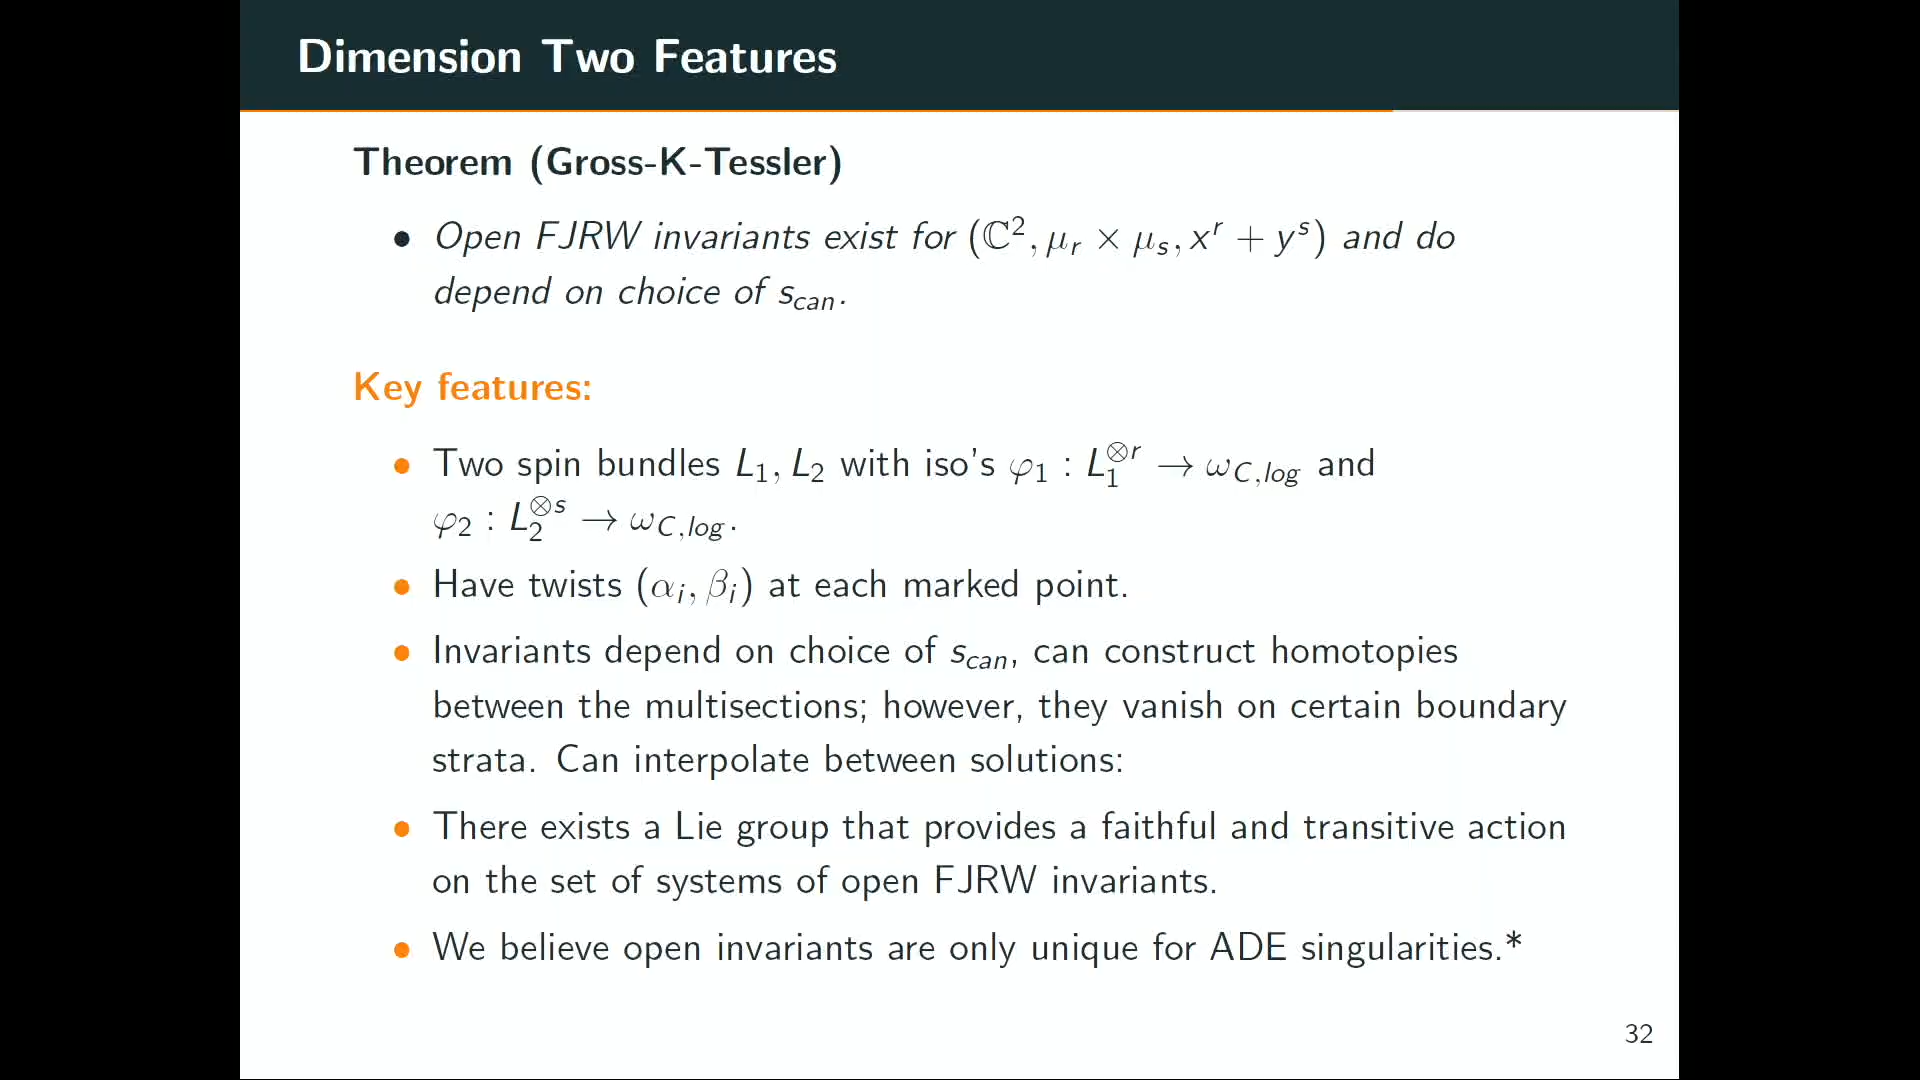 Dimension Two Features
Theorem (Gross-K-Tessler)
• Open FJRW invariants exist for (ℂ², μ_r × μ_s, x^r + y^s) and do
depend on choice of s_can.
Key features:
• Two spin bundles L₁, L₂ with iso's φ₁ : L₁^{⊗r} → ω_{C,log} and
φ₂ : L₂^{⊗s} → ω_{C,log}.
• Have twists (α_i, β_i) at each marked point.
• Invariants depend on choice of s_can, can construct homotopies
between the multisections; however, they vanish on certain boundary
strata. Can interpolate between solutions:
• There exists a Lie group that provides a faithful and transitive action
on the set of systems of open FJRW invariants.
• We believe open invariants are only unique for ADE singularities.*
32